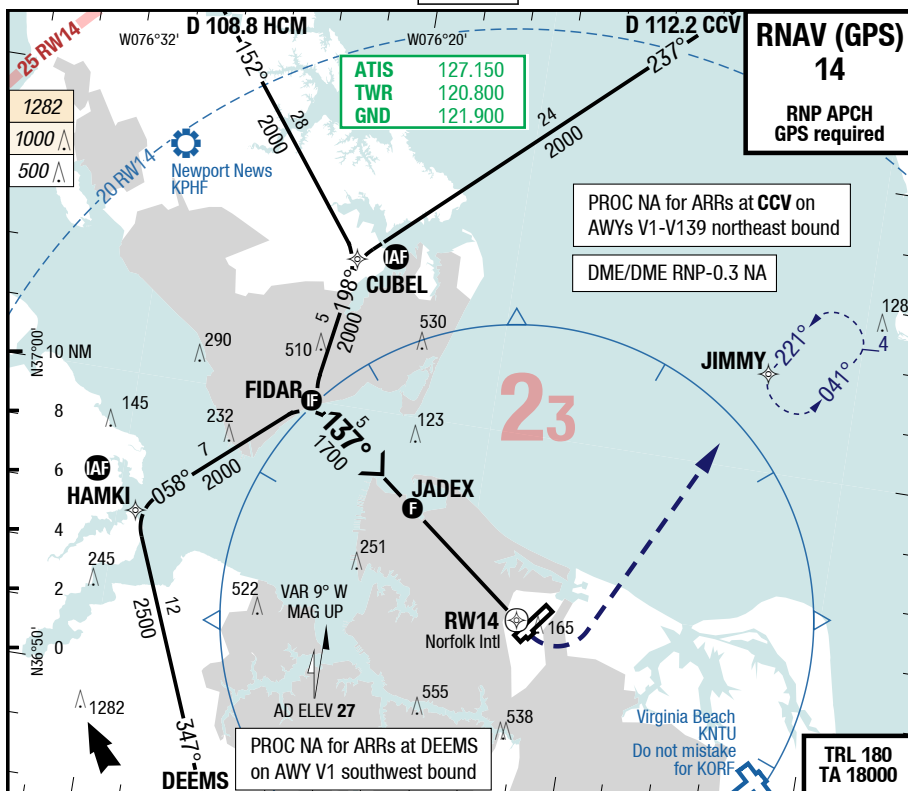 D 108.8 HCM
D 112.2 CCV
RNAV (GPS)
14
RNP APCH
GPS required
25 RW14
W076°32'
W076°20'
152°
28
2000
237°
24
2000
ATIS 127.150
TWR 120.800
GND 121.900
1282
1000
500
20 RW14
Newport News
KPHF
PROC NA for ARRs at CCV on
AWYs V1-V139 northeast bound
DME/DME RNP-0.3 NA
IAF
CUBEL
198°
5
2000
290
510
530
128
JIMMY
221°
041°
4
N37°00'
10 NM
8
6
4
2
0
N36°50'
FIDAR
IF
23
145
232
123
137°
5
1700
7
058°
2000
IAF
HAMKI
JADEX
F
245
251
522
VAR 9° W
MAG UP
RW14
Norfolk Intl
165
12
2500
347°
DEEMS
1282
AD ELEV 27
555
538
PROC NA for ARRs at DEEMS
on AWY V1 southwest bound
Virginia Beach
KNTU
Do not mistake
for KORF
TRL 180
TA 18000